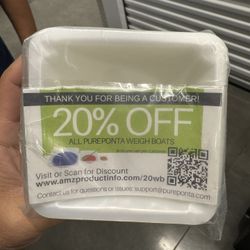 THANK YOU FOR BEING A CUSTOMER!
20% OFF
ALL PUREPONTA WEIGH BOATS
Visit or Scan for Discount
www.amzproductinfo.com/20wb
Contact us for questions or issues: support@pureponta.com